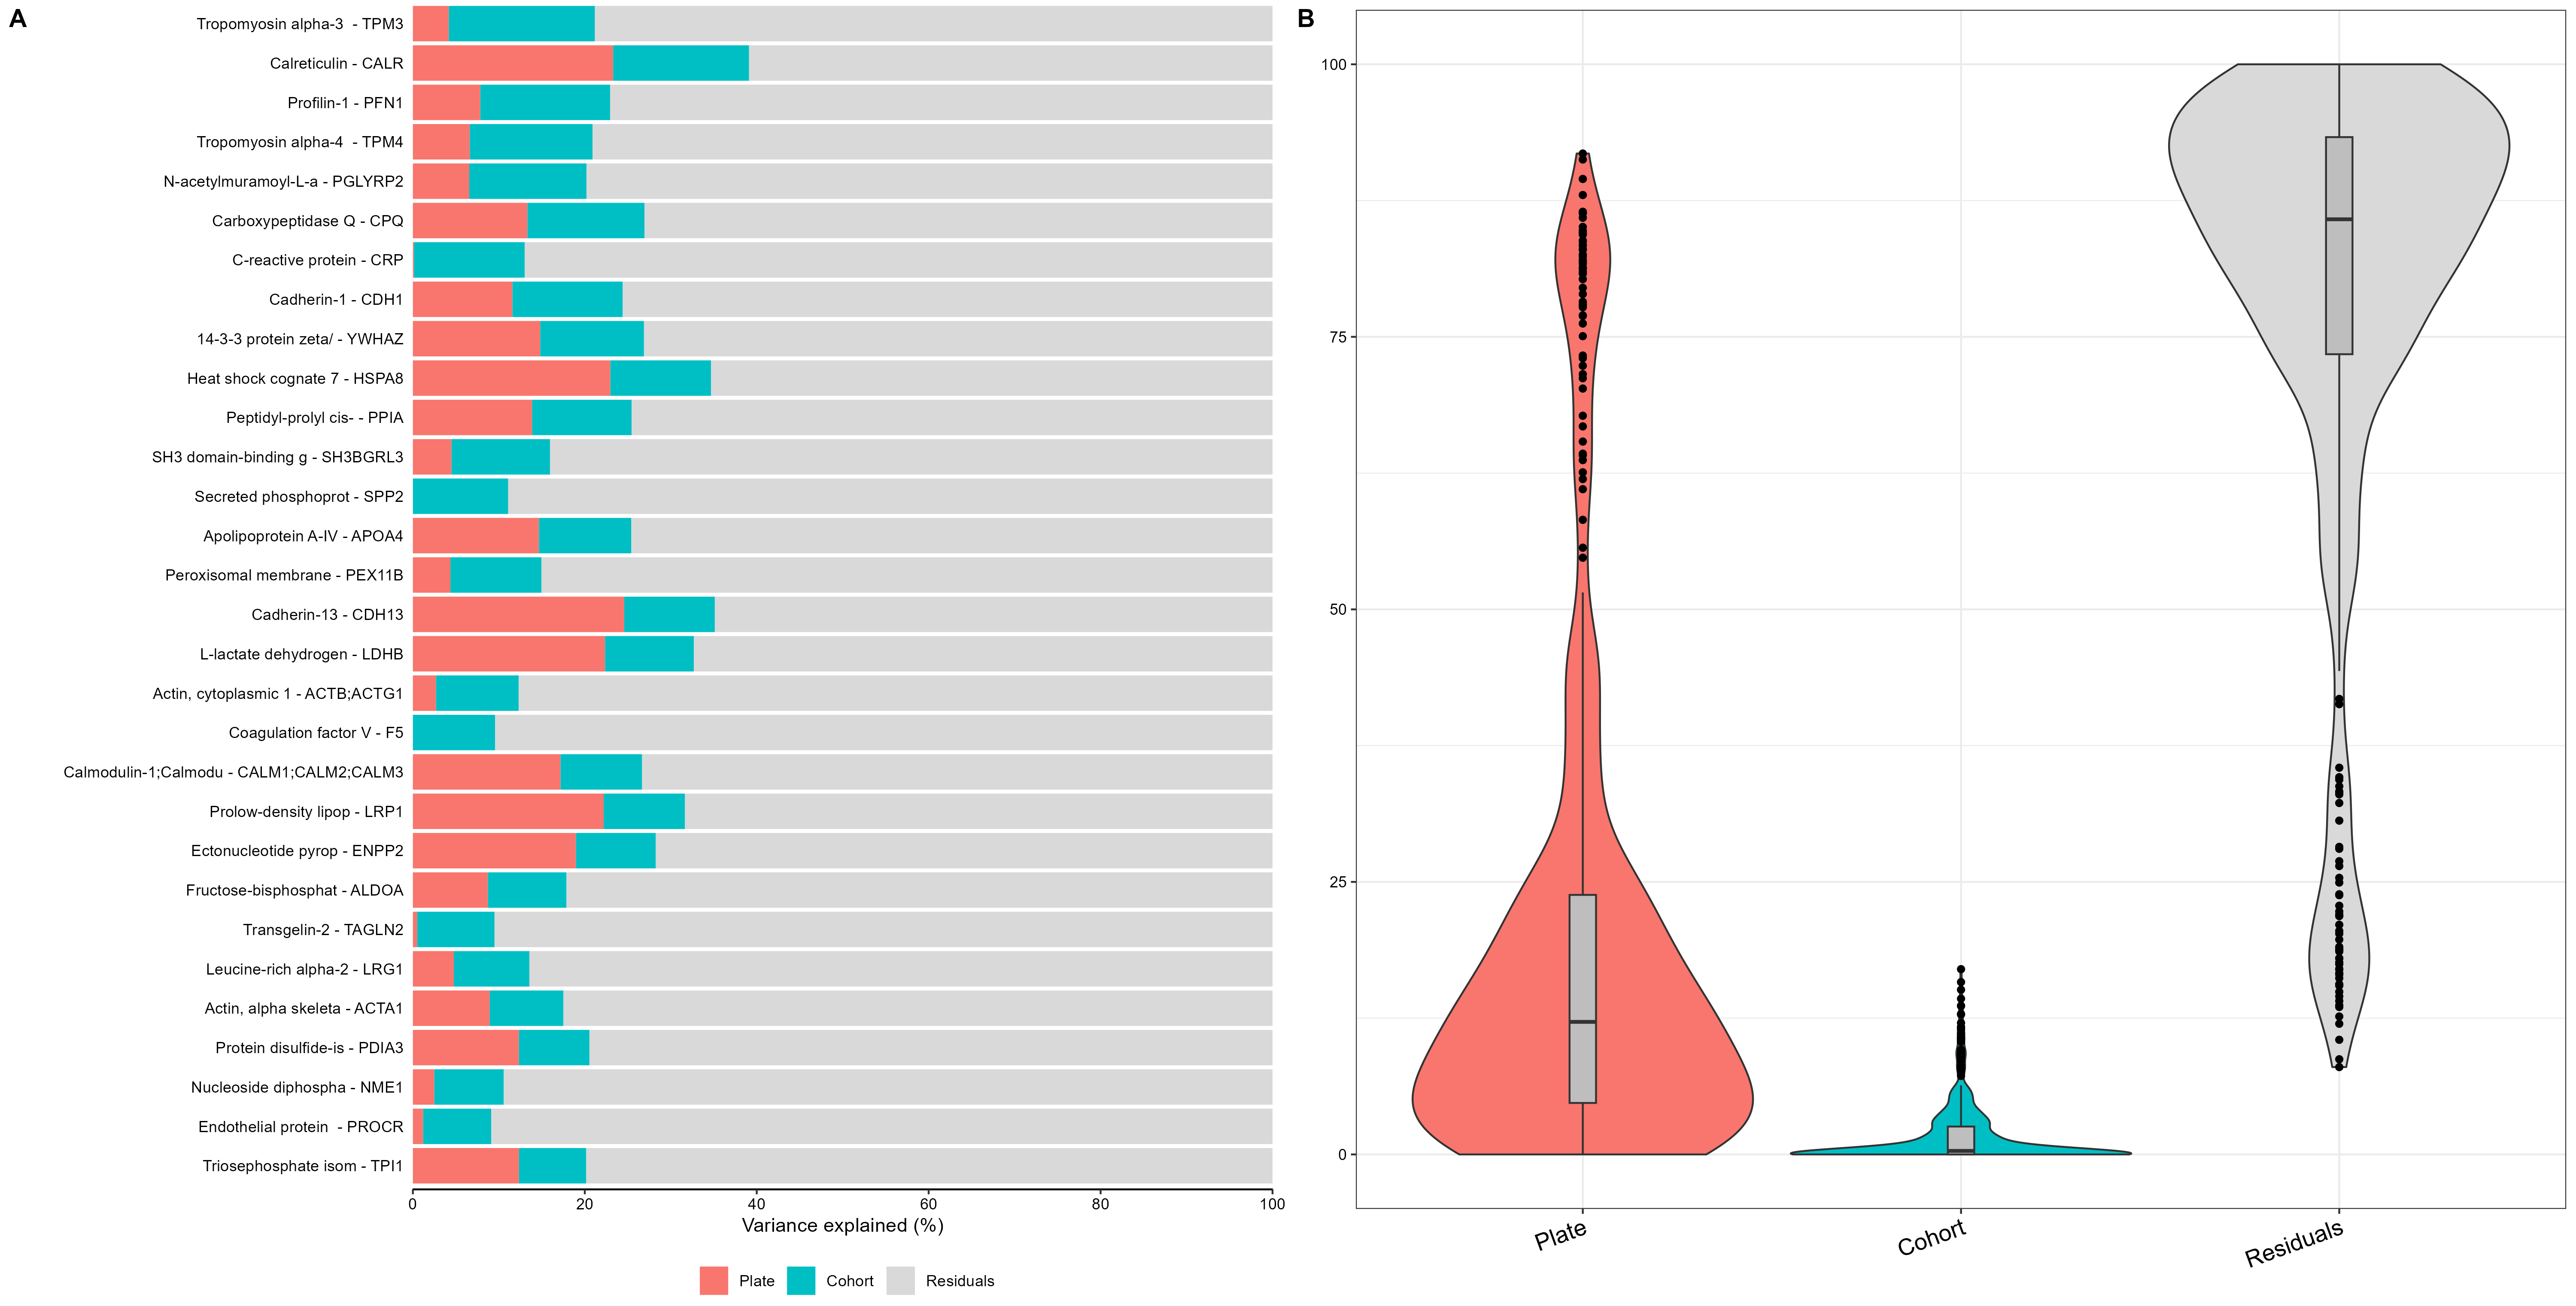 A
Tropomyosin alpha-3  - TPM3
Calreticulin - CALR
Profilin-1 - PFN1
Tropomyosin alpha-4  - TPM4
N-acetylmuramoyl-L-a - PGLYRP2
Carboxypeptidase Q - CPQ
C-reactive protein - CRP
Cadherin-1 - CDH1
14-3-3 protein zeta/ - YWHAZ
Heat shock cognate 7 - HSPA8
Peptidyl-prolyl cis- - PPIA
SH3 domain-binding g - SH3BGRL3
Secreted phosphoprot - SPP2
Apolipoprotein A-IV - APOA4
Peroxisomal membrane - PEX11B
Cadherin-13 - CDH13
L-lactate dehydrogen - LDHB
Actin, cytoplasmic 1 - ACTB;ACTG1
Coagulation factor V - F5
Calmodulin-1;Calmodu - CALM1;CALM2;CALM3
Prolow-density lipop - LRP1
Ectonucleotide pyrop - ENPP2
Fructose-bisphosphat - ALDOA
Transgelin-2 - TAGLN2
Leucine-rich alpha-2 - LRG1
Actin, alpha skeleta - ACTA1
Protein disulfide-is - PDIA3
Nucleoside diphospha - NME1
Endothelial protein  - PROCR
Triosephosphate isom - TPI1
0 20 40 60 80 100
Variance explained (%)
Plate Cohort Residuals
B
100
75
50
25
0
Plate Cohort Residuals